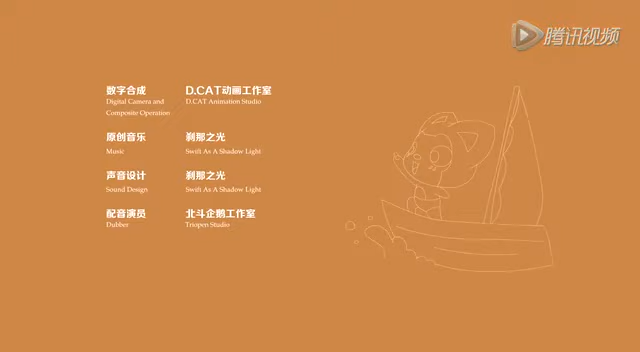 腾讯视频
数字合成 D.CAT动画工作室
Digital Camera and D.CAT Animation Studio
Composite Operation
原创音乐 刹那之光
Music Swift As A Shadow Light
声音设计 刹那之光
Sound Design Swift As A Shadow Light
配音演员 北斗企鹅工作室
Dubber Triopen Studio